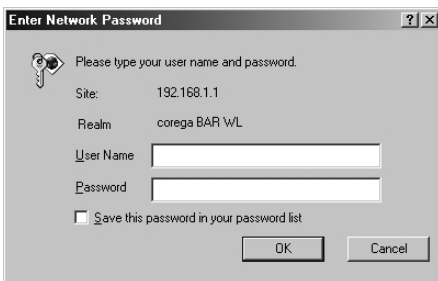 Enter Network Password ? x
Please type your user name and password.
Site: 192.168.1.1
Realm corega BAR WL
User Name
Password
Save this password in your password list
OK Cancel